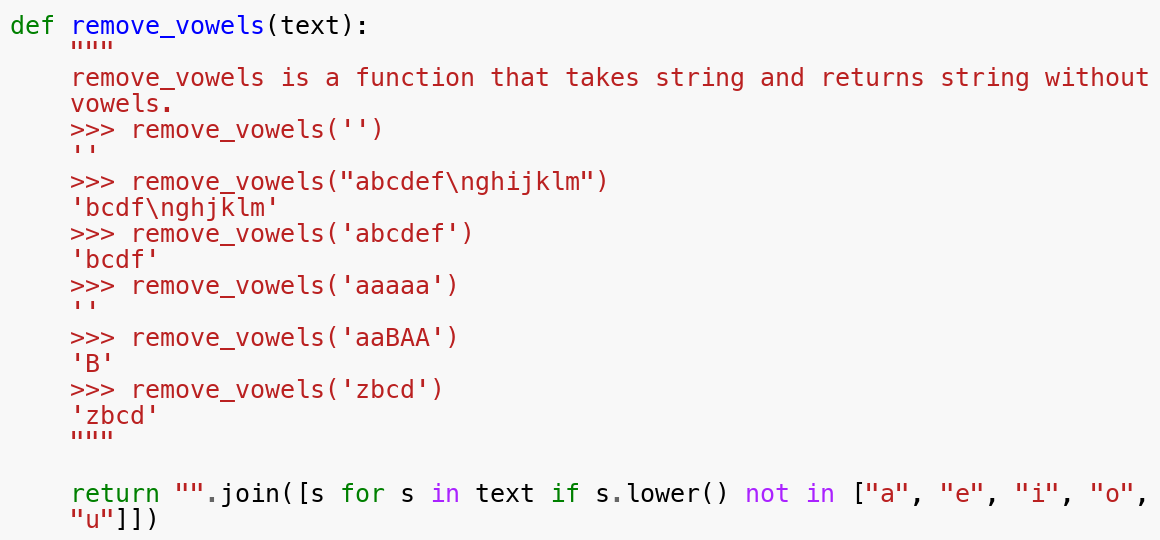 def remove_vowels(text):
    """
    remove_vowels is a function that takes string and returns string without
    vowels.
    >>> remove_vowels('')
    ''
    >>> remove_vowels("abcdef\nghijklm")
    'bcdf\nghjklm'
    >>> remove_vowels('abcdef')
    'bcdf'
    >>> remove_vowels('aaaaa')
    ''
    >>> remove_vowels('aaBAA')
    'B'
    >>> remove_vowels('zbcd')
    'zbcd'
    """

    return "".join([s for s in text if s.lower() not in ["a", "e", "i", "o",
    "u"]])